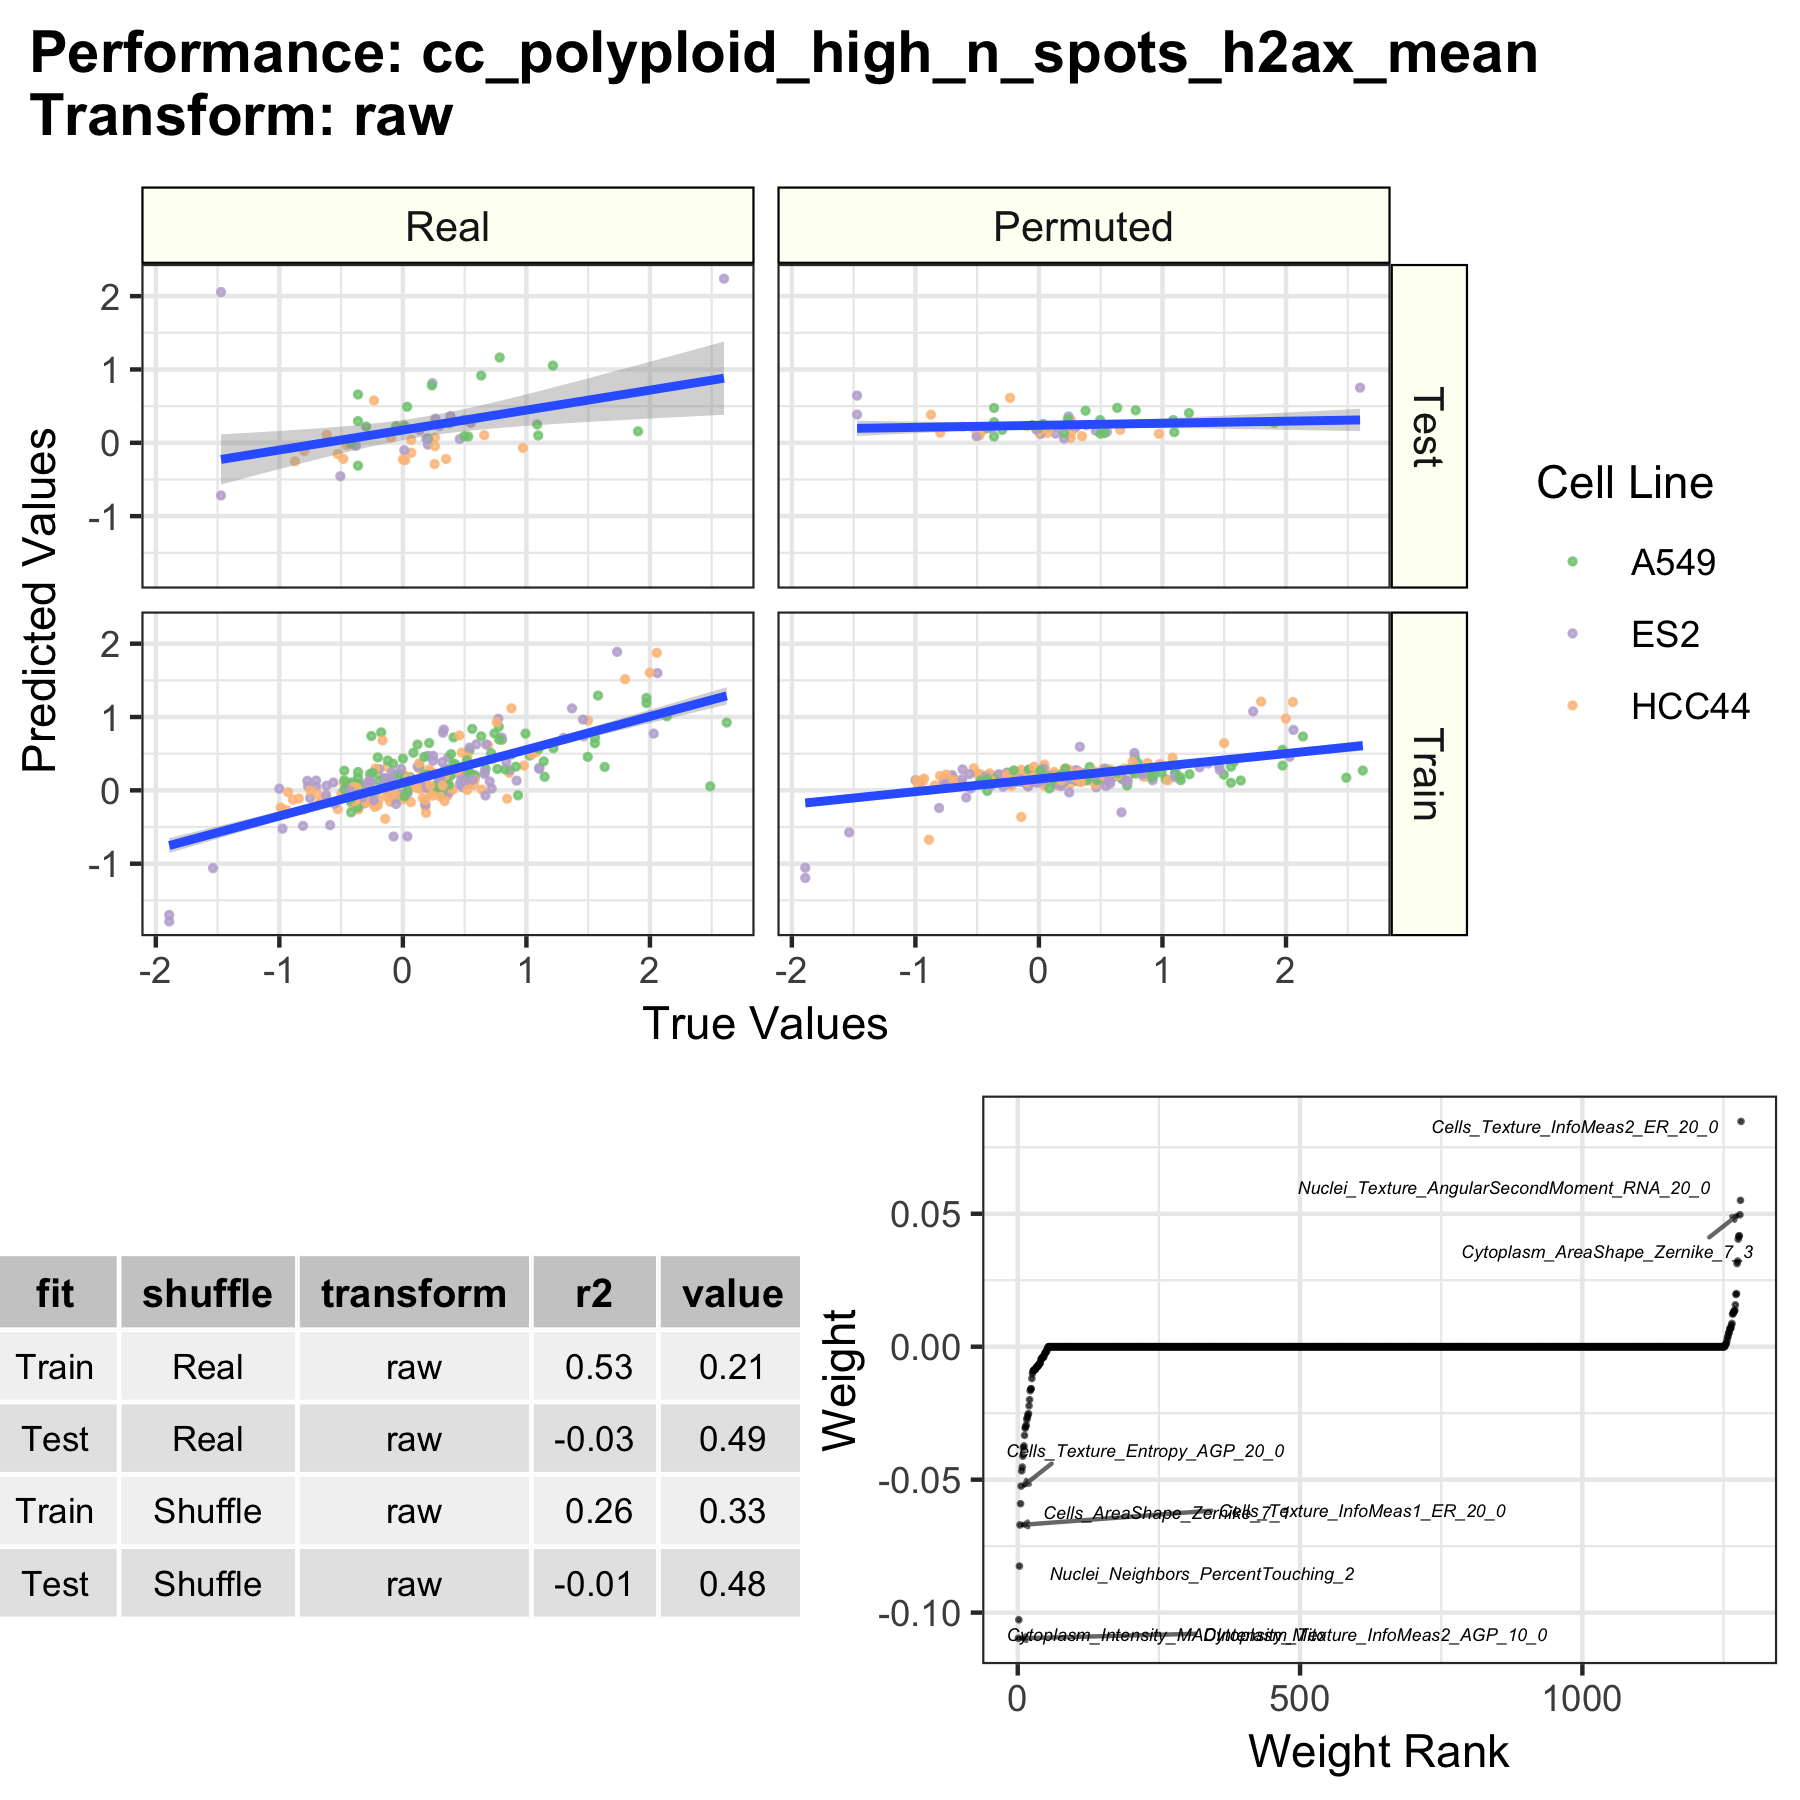 Performance: cc_polyploid_high_n_spots_h2ax_mean
Transform: raw
Real
Permuted
2
1
0
-1
Test
2
1
0
-1
Train
-2
-1
0
1
2
-2
-1
0
1
2
Predicted Values
True Values
Cell Line
A549
ES2
HCC44
fit shuffle transform r2 value
Train Real raw 0.53 0.21
Test Real raw -0.03 0.49
Train Shuffle raw 0.26 0.33
Test Shuffle raw -0.01 0.48
Weight
0.05
0.00
-0.05
-0.10
Cells_Texture_InfoMeas2_ER_20_0
Nuclei_Texture_AngularSecondMoment_RNA_20_0
Cytoplasm_AreaShape_Zernike_7_3
Cells_Texture_Entropy_AGP_20_0
Cells_Texture_InfoMeas1_ER_20_0
Nuclei_Neighbors_PercentTouching_2
0
500
1000
Weight Rank